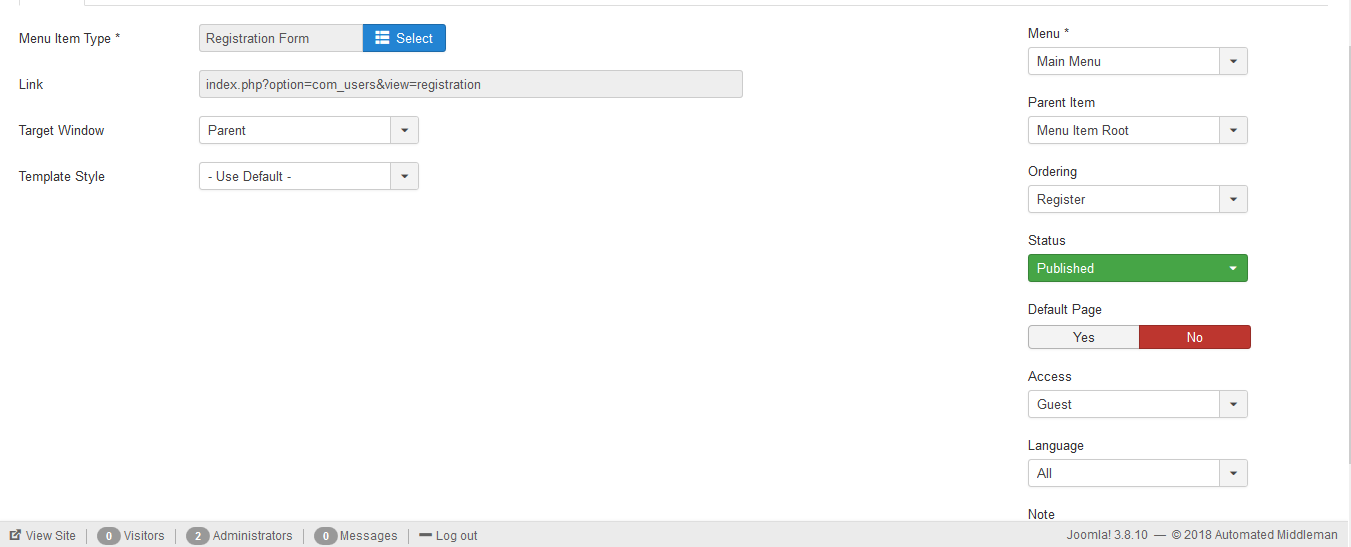 Menu Item Type *
Registration Form
Select
Link
index.php?option=com_users&view=registration
Target Window
Parent
Template Style
- Use Default -
Menu *
Main Menu
Parent Item
Menu Item Root
Ordering
Register
Status
Published
Default Page
Yes No
Access
Guest
Language
All
Note
View Site 0 Visitors 2 Administrators 0 Messages Log out Joomla! 3.8.10 — © 2018 Automated Middleman